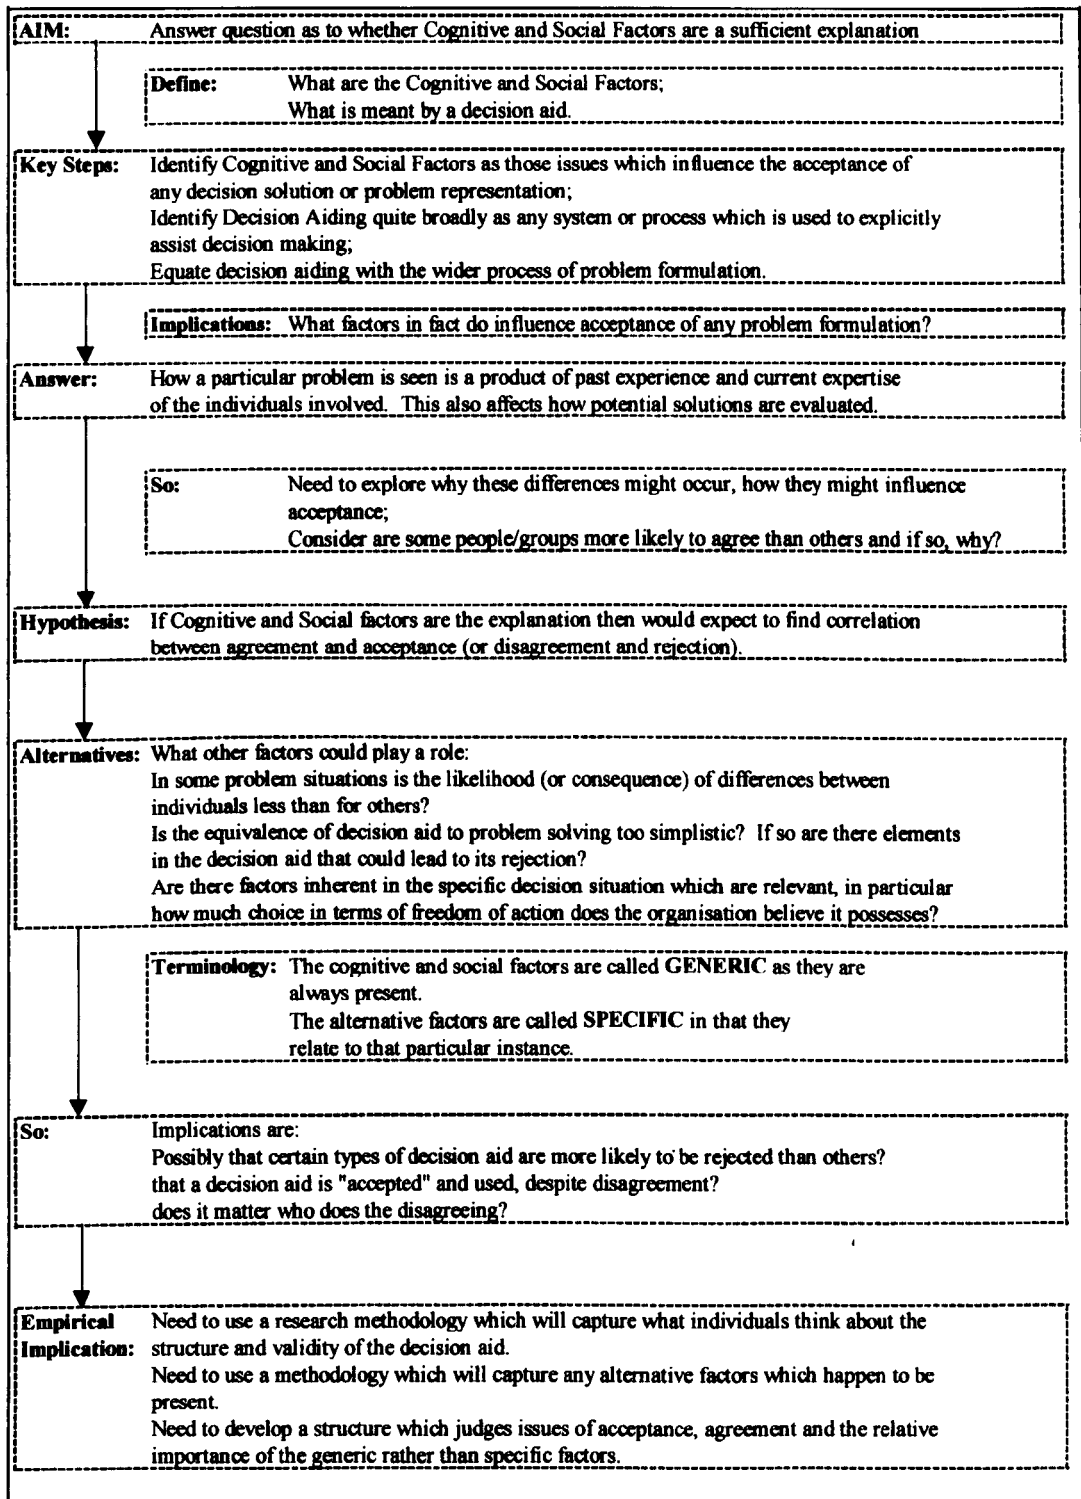 AIM: Answer question as to whether Cognitive and Social Factors are a sufficient explanation
Define: What are the Cognitive and Social Factors;
What is meant by a decision aid.
Key Steps: Identify Cognitive and Social Factors as those issues which influence the acceptance of
any decision solution or problem representation;
Identify Decision Aiding quite broadly as any system or process which is used to explicitly
assist decision making;
Equate decision aiding with the wider process of problem formulation.
Implications: What factors in fact do influence acceptance of any problem formulation?
Answer: How a particular problem is seen is a product of past experience and current expertise
of the individuals involved. This also affects how potential solutions are evaluated.
So: Need to explore why these differences might occur, how they might influence
acceptance;
Consider are some people/groups more likely to agree than others and if so, why?
Hypothesis: If Cognitive and Social factors are the explanation then would expect to find correlation
between agreement and acceptance (or disagreement and rejection).
Alternatives: What other factors could play a role:
In some problem situations is the likelihood (or consequence) of differences between
individuals less than for others?
Is the equivalence of decision aid to problem solving too simplistic? If so are there elements
in the decision aid that could lead to its rejection?
Are there factors inherent in the specific decision situation which are relevant, in particular
how much choice in terms of freedom of action does the organisation believe it possesses?
Terminology: The cognitive and social factors are called GENERIC as they are
always present.
The alternative factors are called SPECIFIC in that they
relate to that particular instance.
So: Implications are:
Possibly that certain types of decision aid are more likely to be rejected than others?
that a decision aid is "accepted" and used, despite disagreement?
does it matter who does the disagreeing?
Empirical Need to use a research methodology which will capture what individuals think about the
Implication: structure and validity of the decision aid.
Need to use a methodology which will capture any alternative factors which happen to be
present.
Need to develop a structure which judges issues of acceptance, agreement and the relative
importance of the generic rather than specific factors.